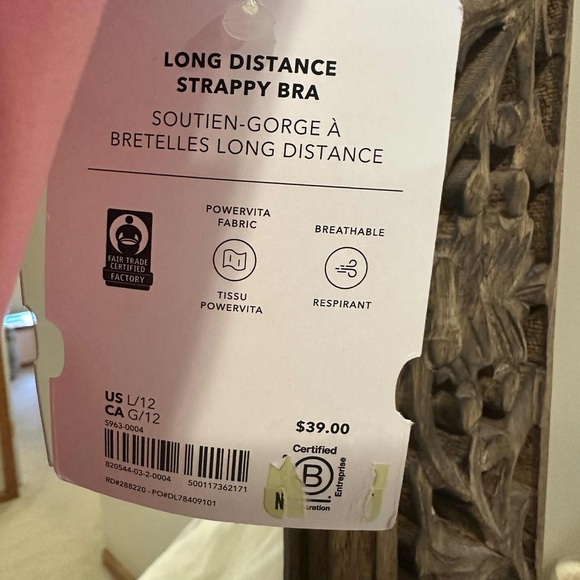 LONG DISTANCE
STRAPPY BRA
SOUTIEN-GORGE À
BRETELLES LONG DISTANCE
FAIR TRADE
CERTIFIED
FACTORY
POWERVITA
FABRIC
TISSU
POWERVITA
BREATHABLE
RESPIRANT
US L/12
CA G/12
5963-0004
820544-03-2-0004 500117362171
RD#288220 - PO#DL78409101
$39.00
Certified
B
Entreprise
N